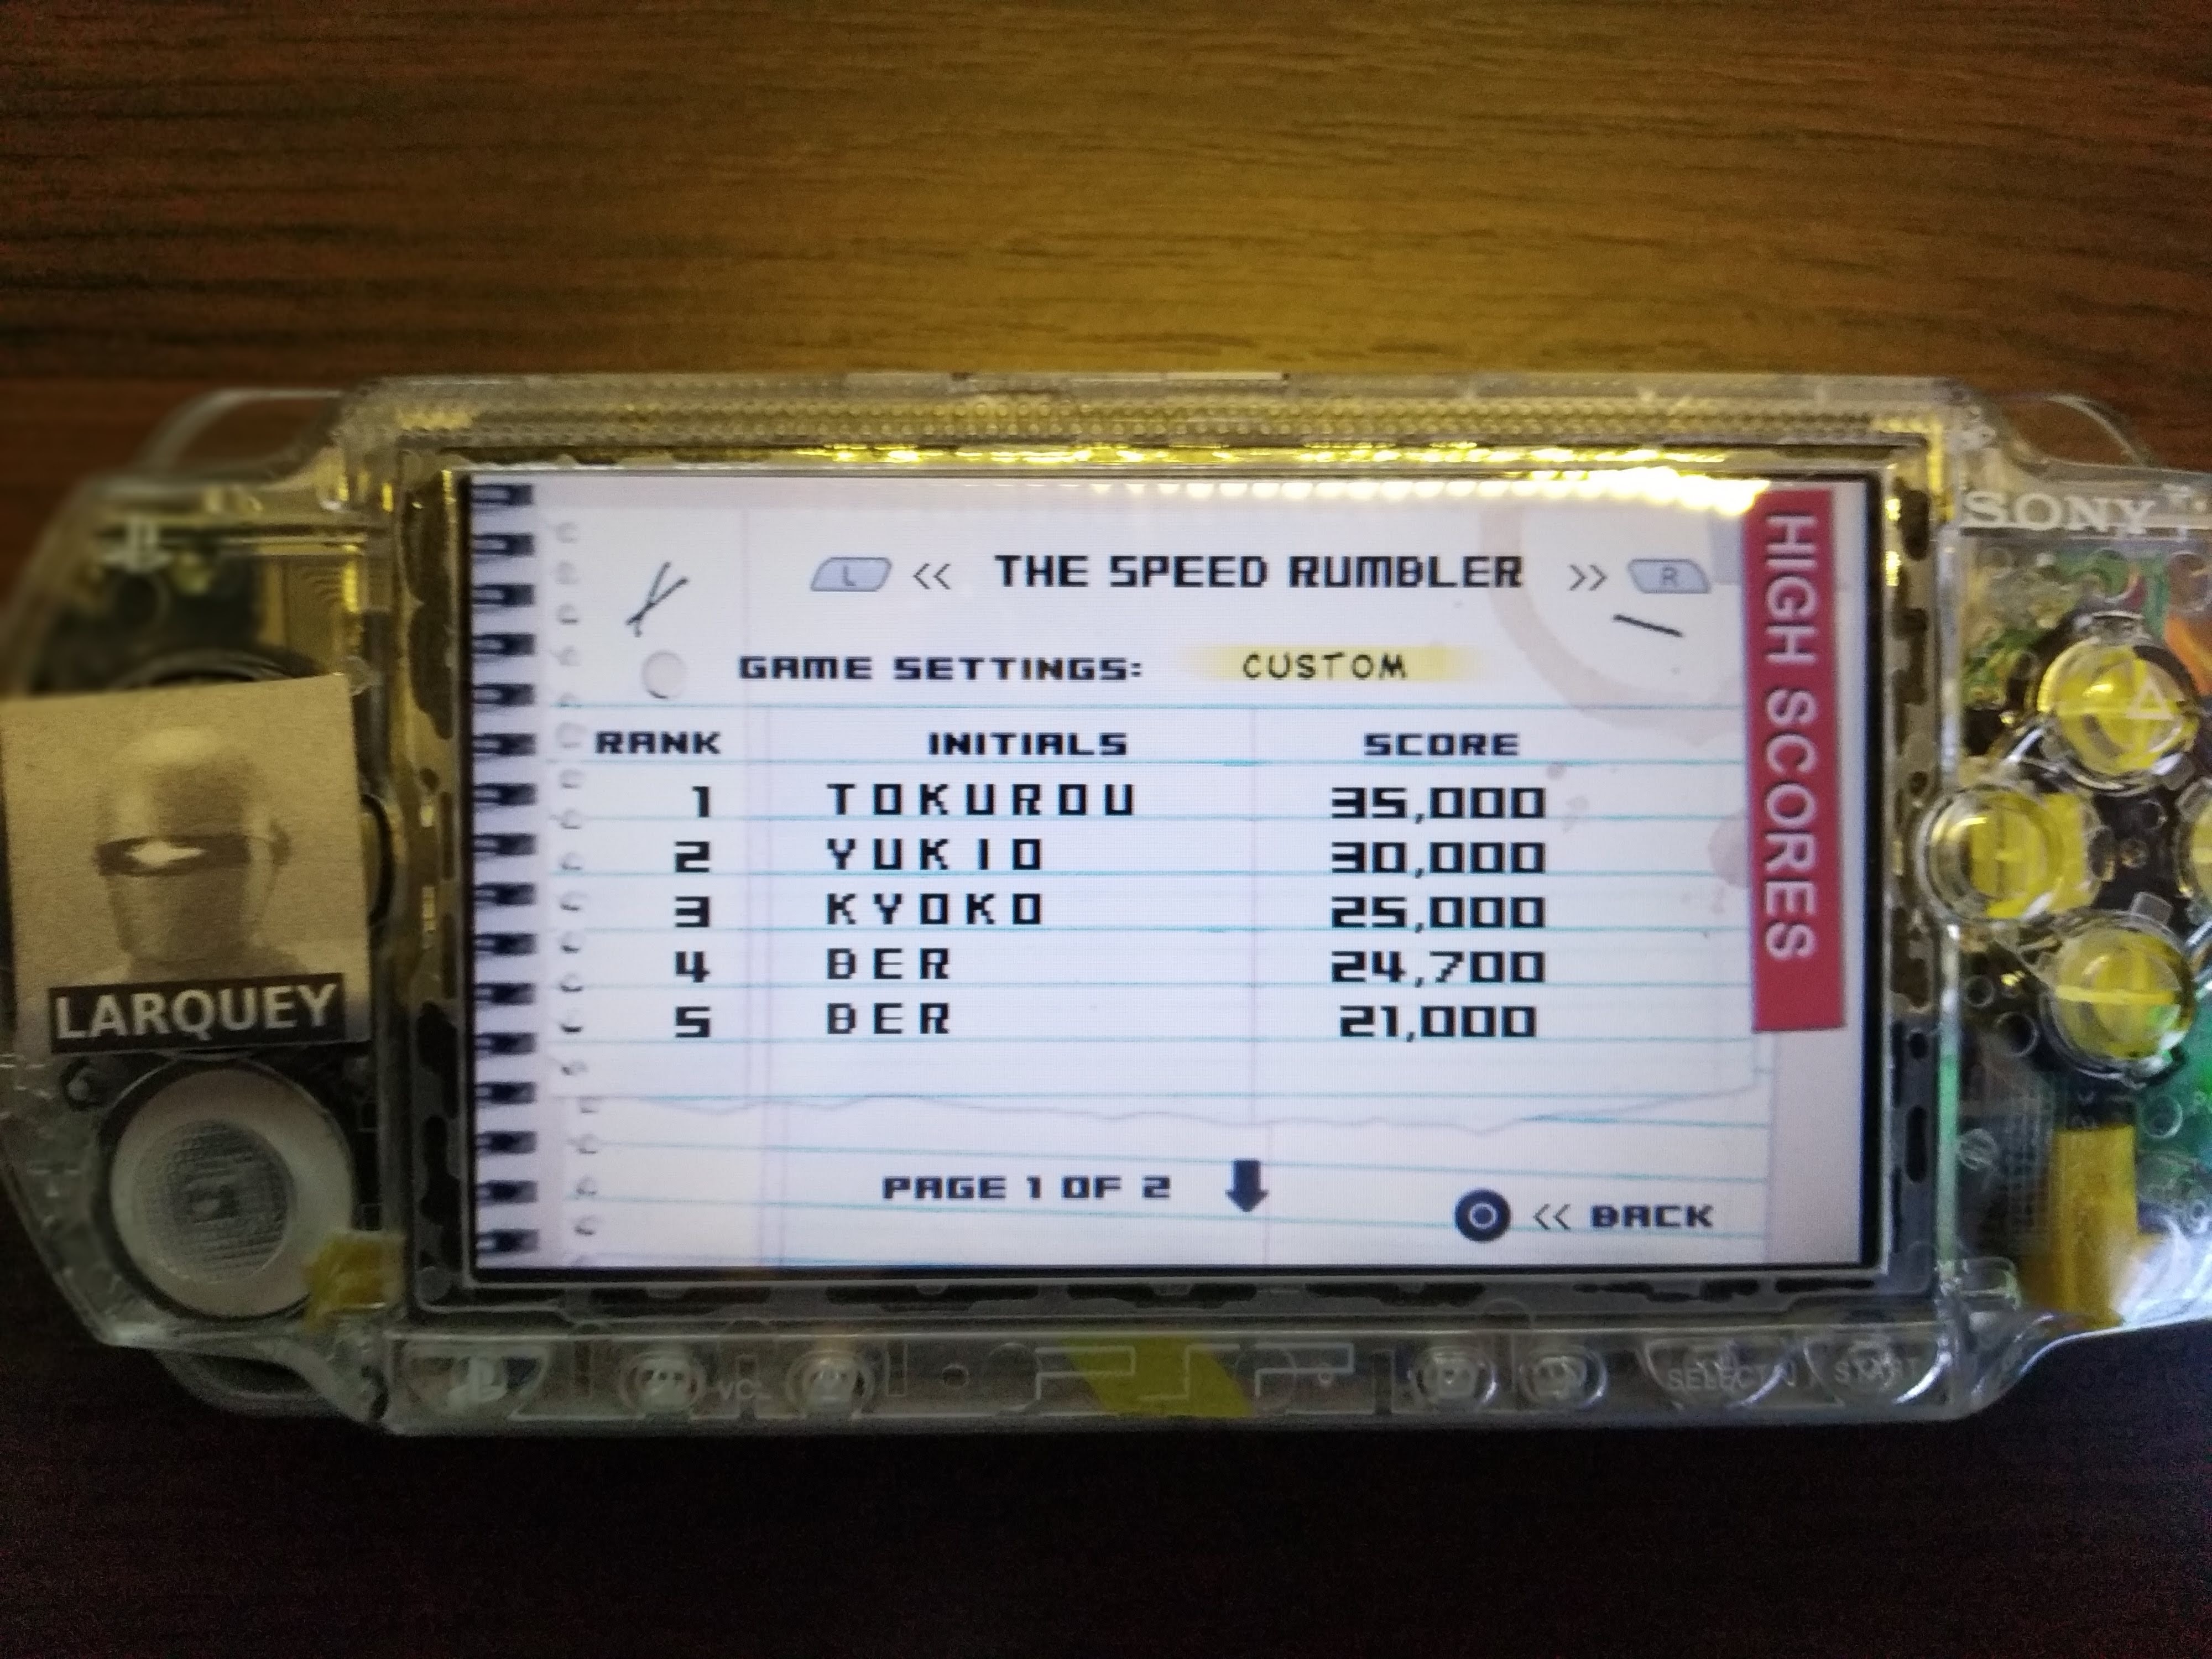 SONY
L << THE SPEED RUMBLER >> R
HIGH SCORES
GAME SETTINGS: CUSTOM
RANK INITIALS SCORE
1 TOKUROU 35,000
2 YUKIO 30,000
3 KYOKO 25,000
4 BER 24,700
5 BER 21,000
LARQUEY
PAGE 1 OF 2
<< BACK
VOL
PSP
SELECT
START